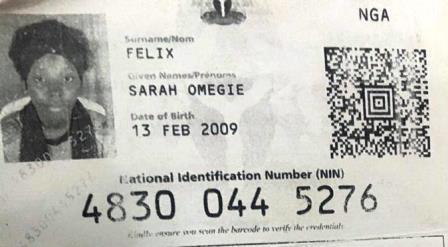 NGA
Surname/Nom
FELIX
Given Names/Prénoms
SARAH OMEGIE
Date of Birth
13 FEB 2009
National Identification Number (NIN)
4830 044 5276
Kindly ensure you scan the barcode to verify the credentials